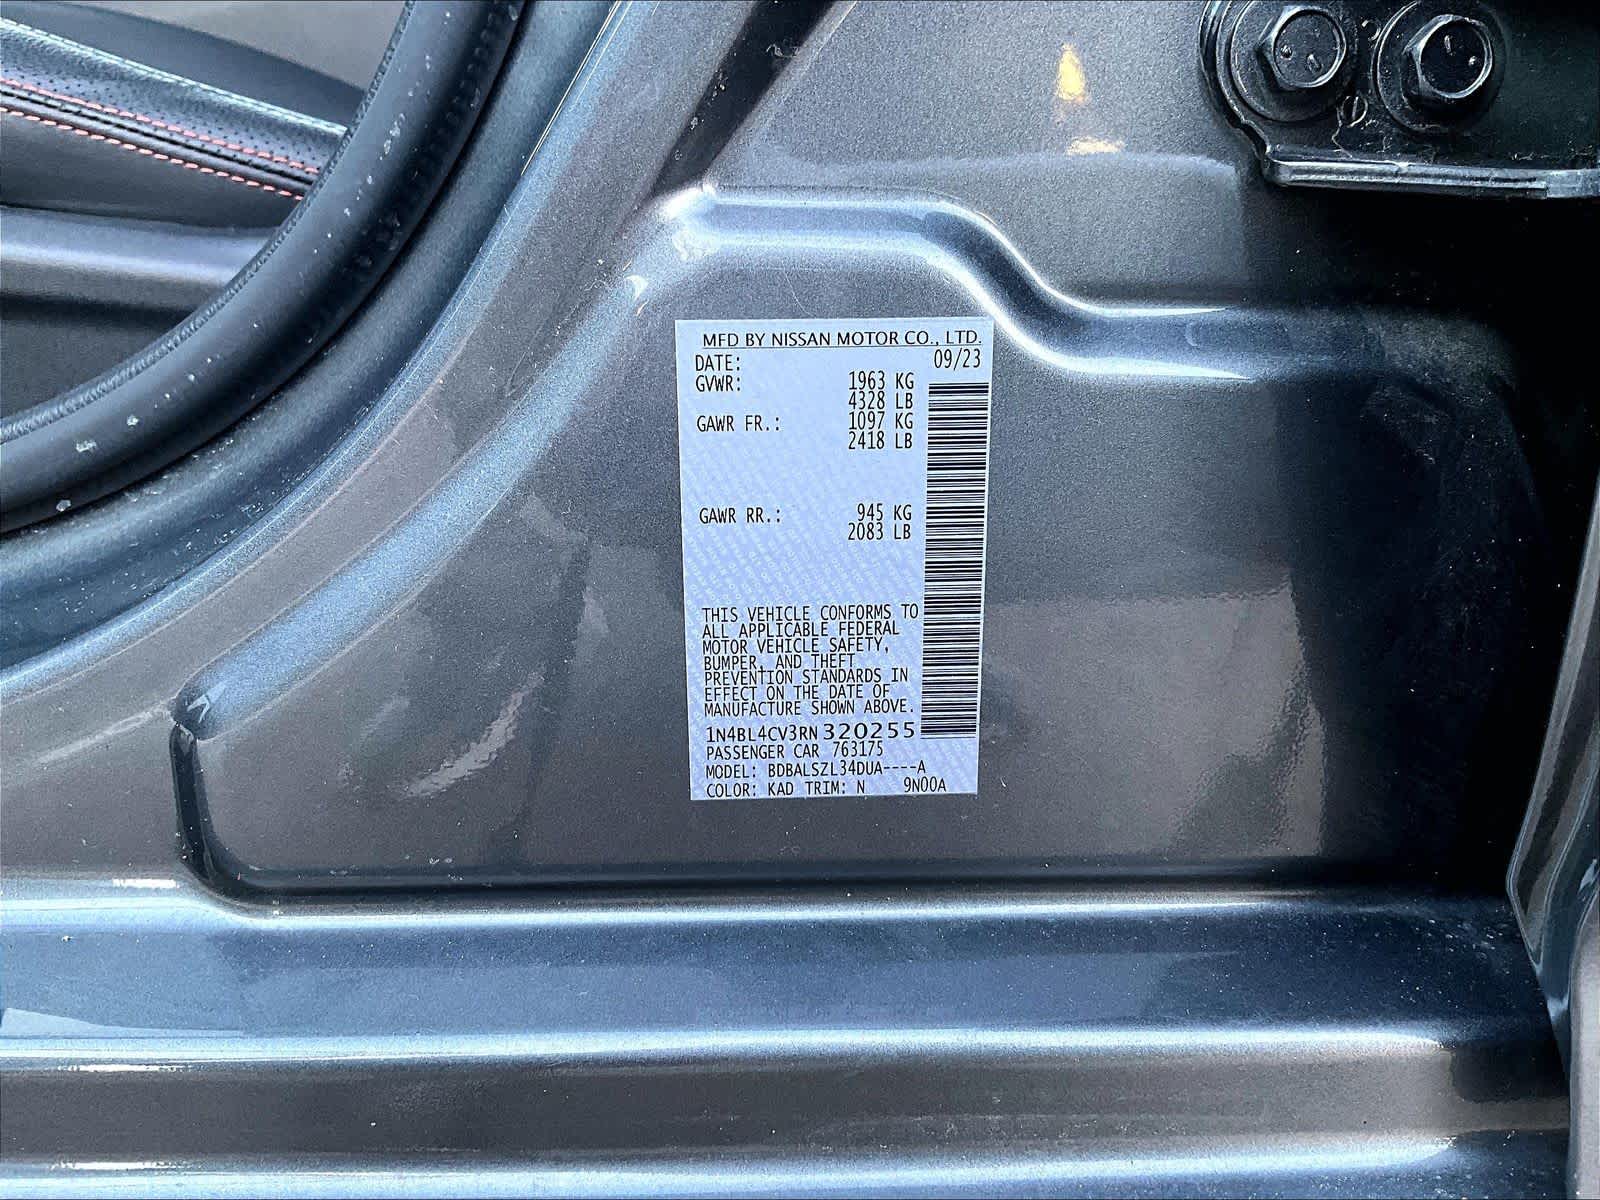 MFD BY NISSAN MOTOR CO., LTD.
DATE: 09/23
GVWR: 1963 KG
4328 LB
GAWR FR.: 1097 KG
2418 LB
GAWR RR.: 945 KG
2083 LB
THIS VEHICLE CONFORMS TO
ALL APPLICABLE FEDERAL
MOTOR VEHICLE SAFETY,
BUMPER, AND THEFT
PREVENTION STANDARDS IN
EFFECT ON THE DATE OF
MANUFACTURE SHOWN ABOVE.
1N4BL4CV3RN320255
PASSENGER CAR 763175
MODEL: BDBALSZL34DUA----A
COLOR: KAD TRIM: N 9N00A